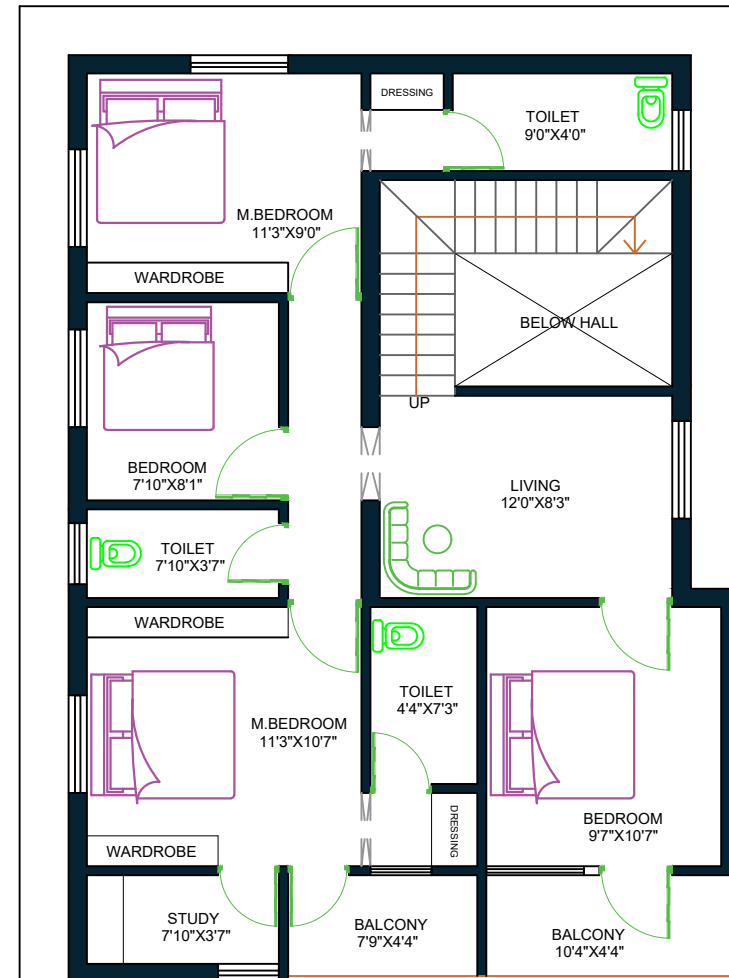 DRESSING
TOILET
9'0"X4'0"
M.BEDROOM
11'3"X9'0"
WARDROBE
BELOW HALL
UP
BEDROOM
7'10"X8'1"
LIVING
12'0"X8'3"
TOILET
7'10"X3'7"
WARDROBE
TOILET
4'4"X7'3"
M.BEDROOM
11'3"X10'7"
DRESSING
BEDROOM
9'7"X10'7"
WARDROBE
STUDY
7'10"X3'7"
BALCONY
7'9"X4'4"
BALCONY
10'4"X4'4"